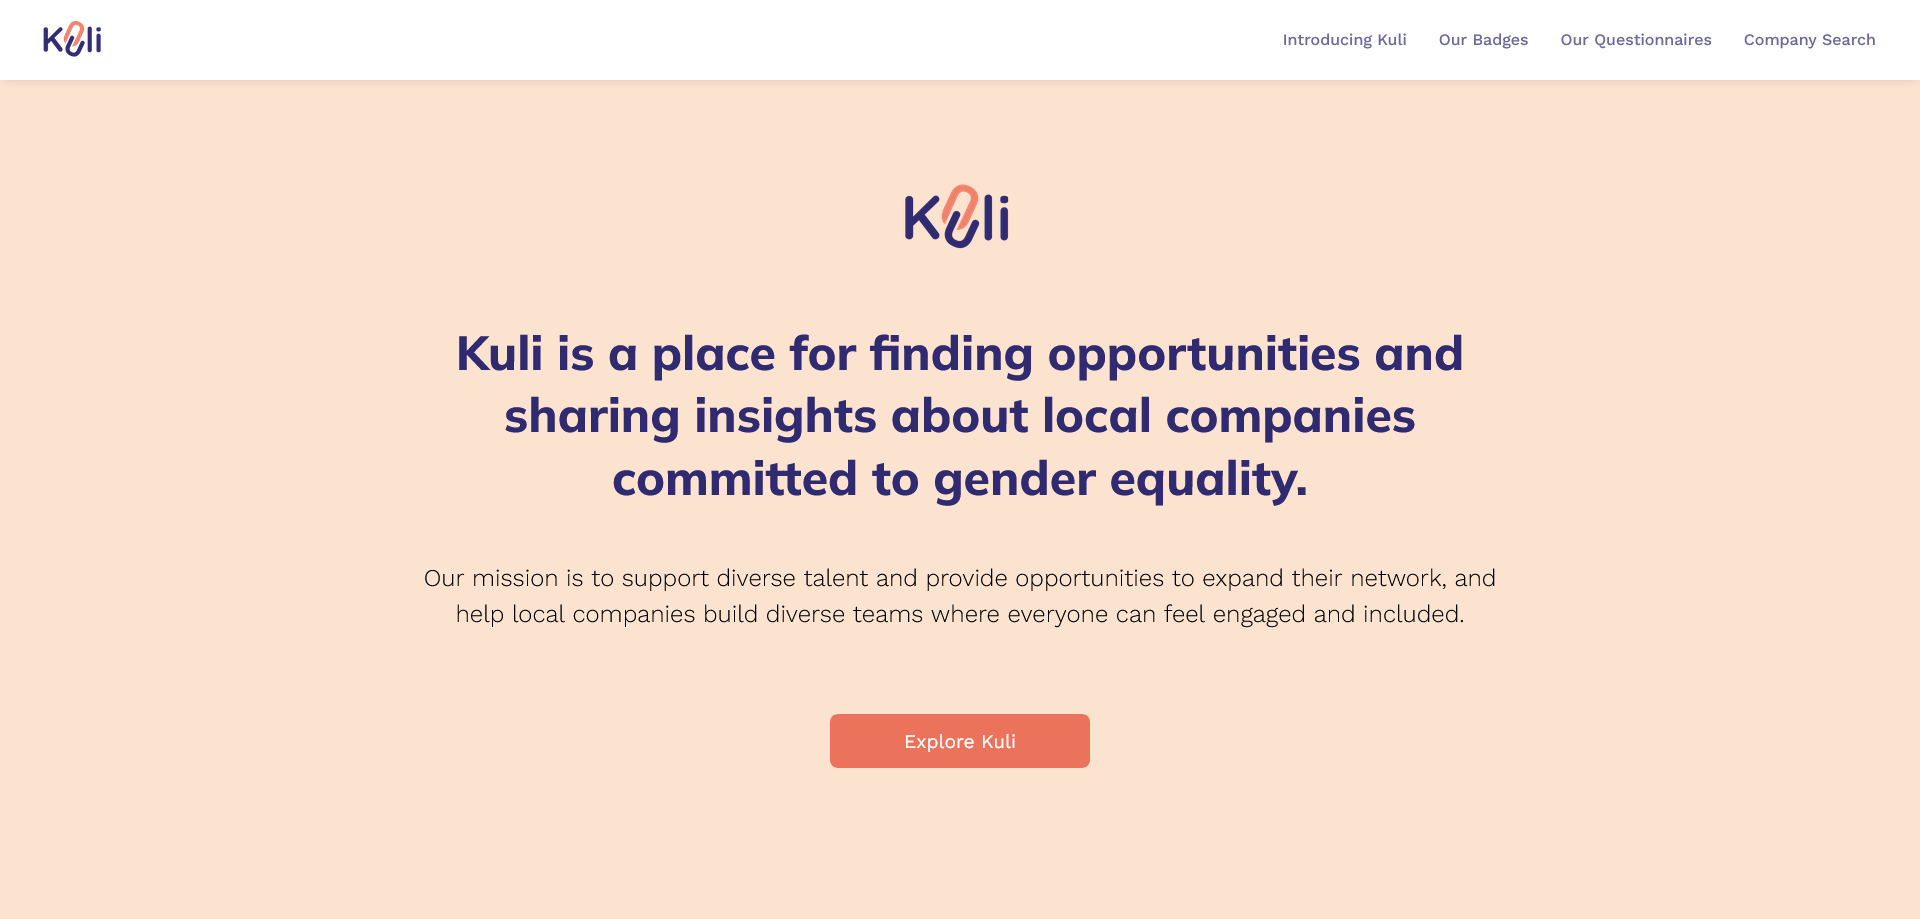 Kuli
Introducing Kuli
Our Badges
Our Questionnaires
Company Search
Kuli
Kuli is a place for finding opportunities and
sharing insights about local companies
committed to gender equality.
Our mission is to support diverse talent and provide opportunities to expand their network, and
help local companies build diverse teams where everyone can feel engaged and included.
Explore Kuli